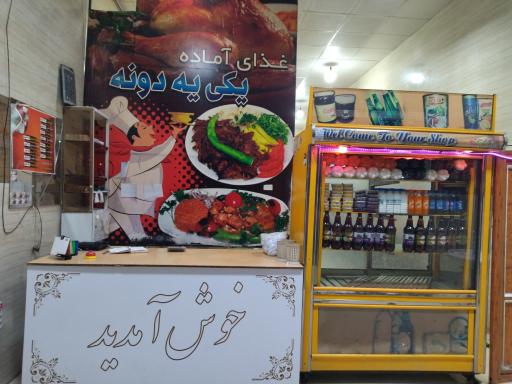 غذای آماده
یکی یه دونه
WelCome To Your Shop
خوش آمدید